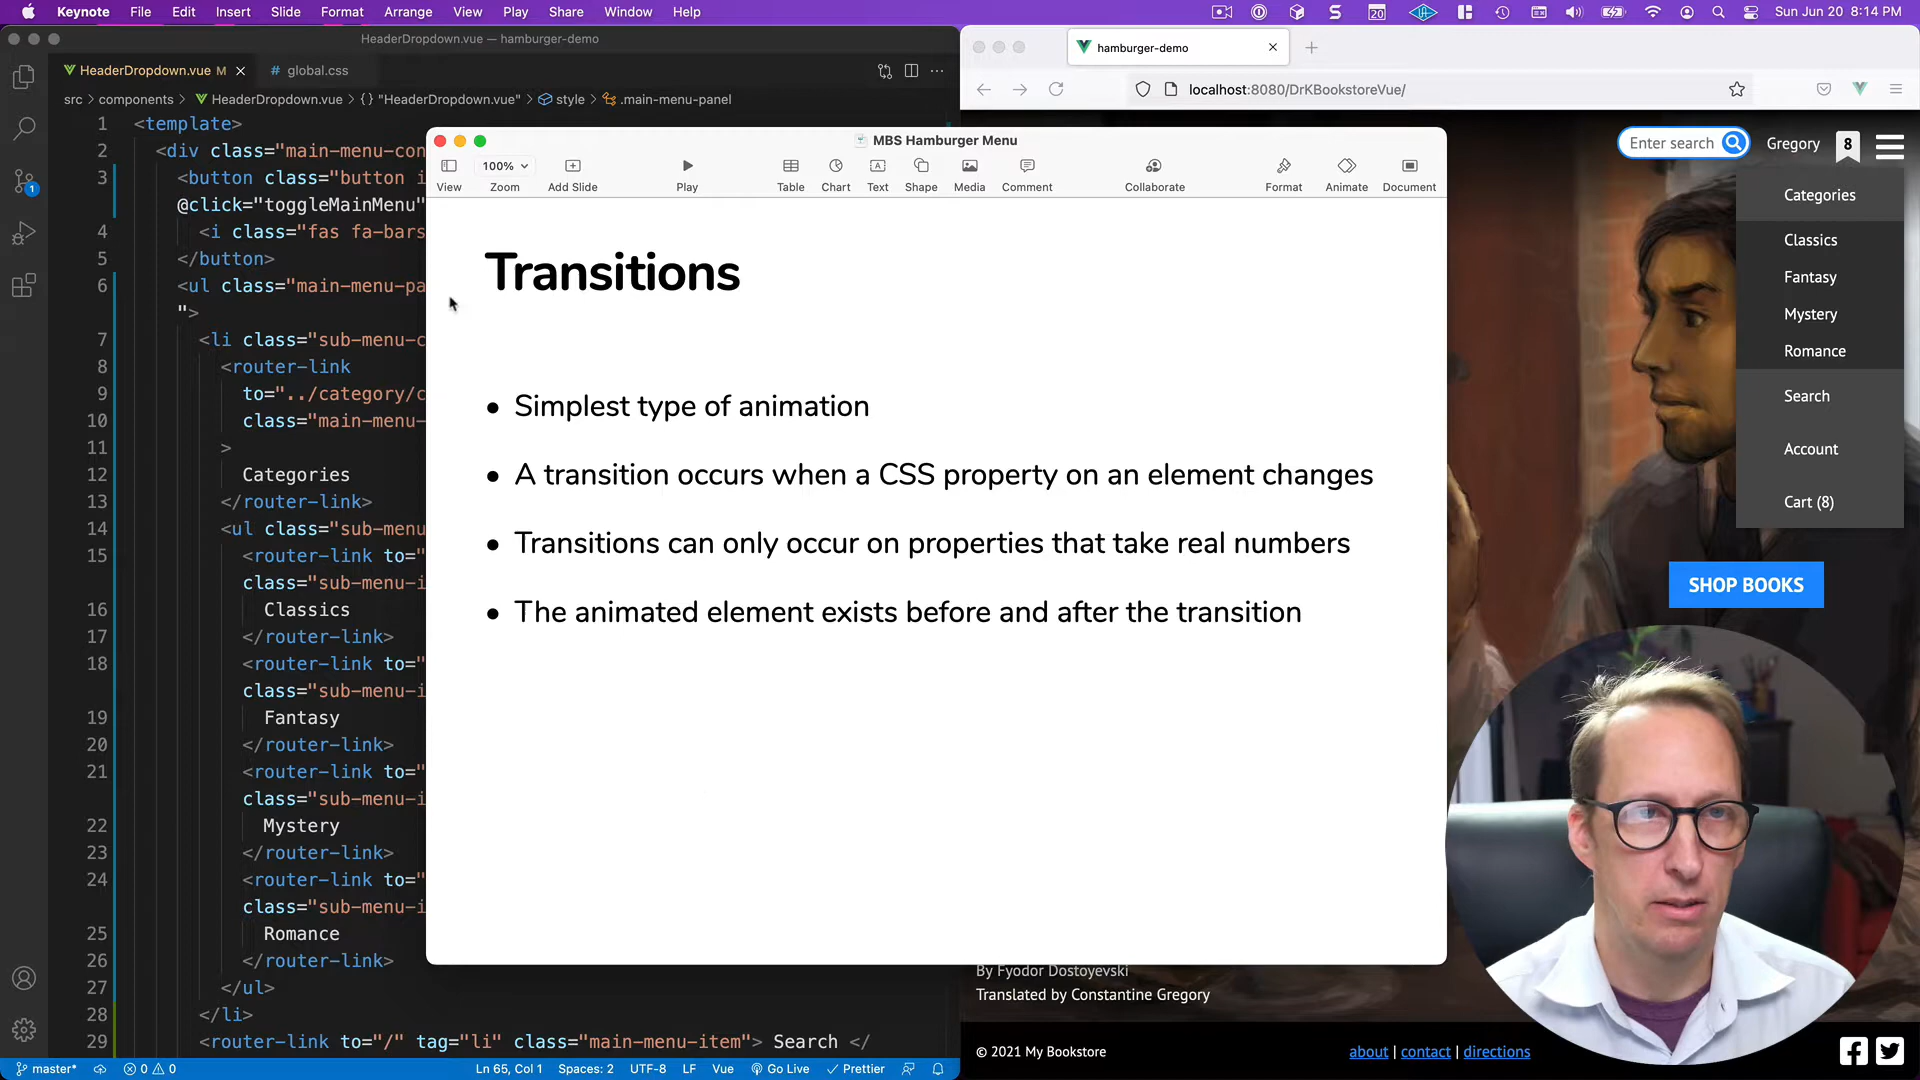 Keynote File Edit Insert Slide Format Arrange View Play Share Window Help
20
Sun Jun 20 8:14 PM
HeaderDropdown.vue — hamburger-demo
HeaderDropdown.vue M
# global.css
src > components > HeaderDropdown.vue > {} "HeaderDropdown.vue" > style > .main-menu-panel
1 <template>
2 <div class="main-menu-con
3 <button class="button i
@click="toggleMainMenu"
4 <i class="fas fa-bars
5 </button>
6 <ul class="main-menu-pa
">
7 <li class="sub-menu-c
8 <router-link
9 to="../category/c
10 class="main-menu-
11 >
12 Categories
13 </router-link>
14 <ul class="sub-menu
15 <router-link to="
class="sub-menu-i
16 Classics
17 </router-link>
18 <router-link to="
class="sub-menu-i
19 Fantasy
20 </router-link>
21 <router-link to="
class="sub-menu-i
22 Mystery
23 </router-link>
24 <router-link to="
class="sub-menu-i
25 Romance
26 </router-link>
27 </ul>
28 </li>
29 <router-link to="/" tag="li" class="main-menu-item"> Search </
1
master* 0 0 Ln 65, Col 1 Spaces: 2 UTF-8 LF Vue Go Live Prettier
MBS Hamburger Menu
100%
View Zoom Add Slide Play Table Chart Text Shape Media Comment Collaborate Format Animate Document
Transitions
• Simplest type of animation
• A transition occurs when a CSS property on an element changes
• Transitions can only occur on properties that take real numbers
• The animated element exists before and after the transition
hamburger-demo
localhost:8080/DrKBookstoreVue/
Enter search
Gregory
8
Categories
Classics
Fantasy
Mystery
Romance
Search
Account
Cart (8)
SHOP BOOKS
By Fyodor Dostoyevski
Translated by Constantine Gregory
© 2021 My Bookstore
about | contact | directions